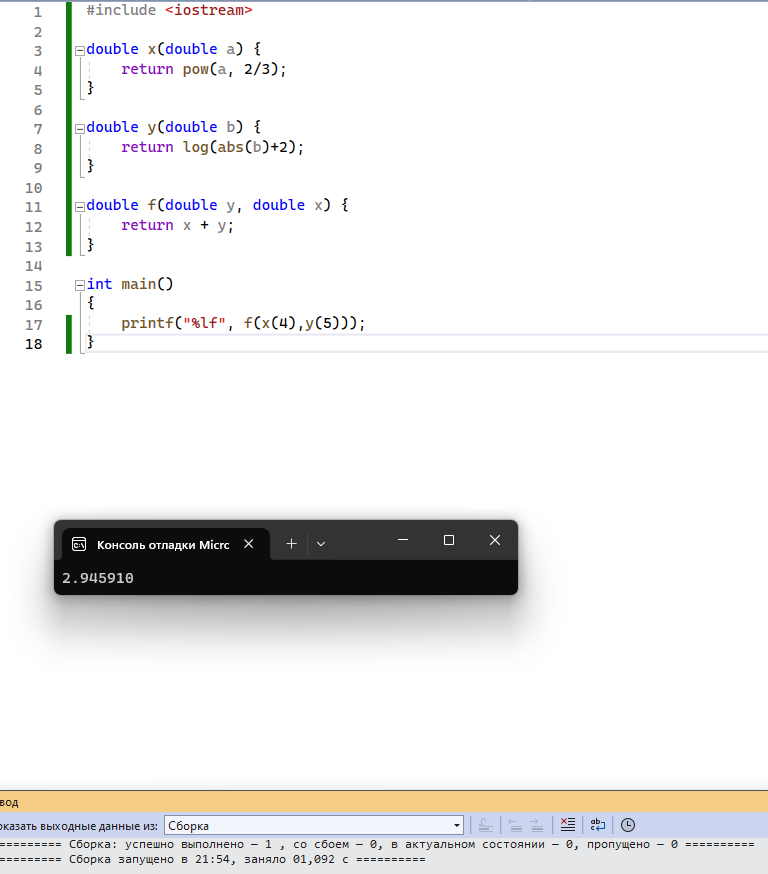 1 #include <iostream>
2
3 double x(double a) {
4 return pow(a, 2/3);
5 }
6
7 double y(double b) {
8 return log(abs(b)+2);
9 }
10
11 double f(double y, double x) {
12 return x + y;
13 }
14
15 int main()
16 {
17 printf("%lf", f(x(4),y(5)));
18 }
Консоль отладки Micrc
2.945910
вод
оказать выходные данные из: Сборка
========= Сборка: успешно выполнено — 1 , со сбоем — 0, в актуальном состоянии — 0, пропущено — 0 ==========
========= Сборка запущено в 21:54, заняло 01,092 с ==========